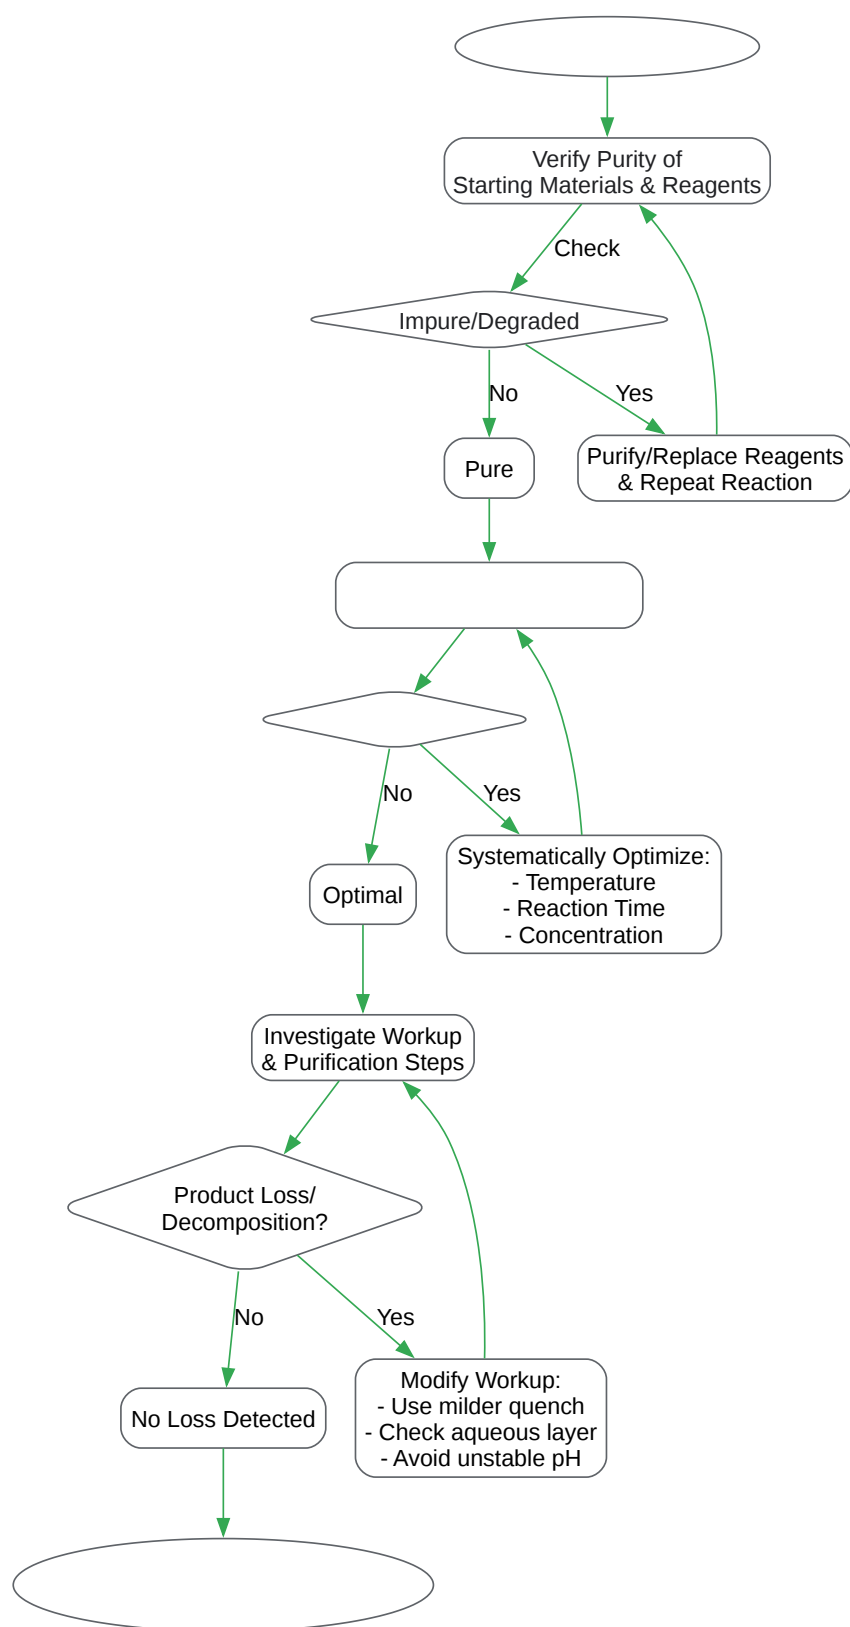 Verify Purity of
Starting Materials & Reagents
Check
Impure/Degraded
No
Yes
Pure
Purify/Replace Reagents
& Repeat Reaction
No
Yes
Optimal
Systematically Optimize:
- Temperature
- Reaction Time
- Concentration
Investigate Workup
& Purification Steps
Product Loss/
Decomposition?
No
Yes
No Loss Detected
Modify Workup:
- Use milder quench
- Check aqueous layer
- Avoid unstable pH